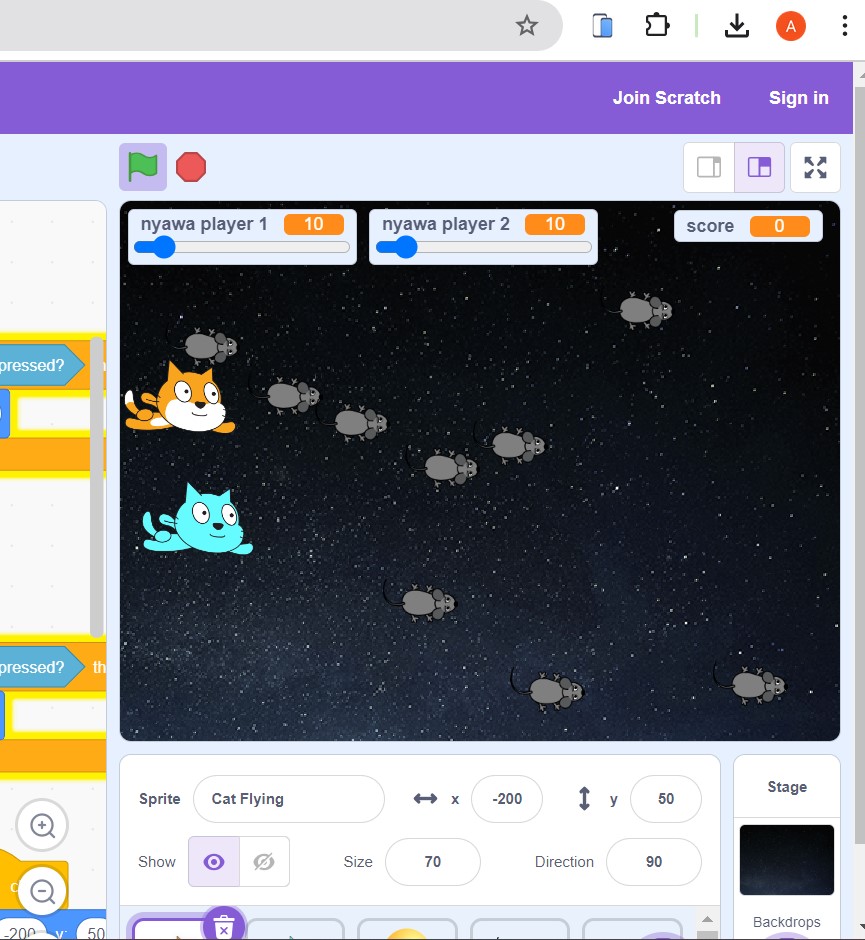 A
Join Scratch Sign in
nyawa player 1 10 nyawa player 2 10 score 0
pressed?
pressed? th
Sprite Cat Flying x -200 y 50
Stage
Show Size 70 Direction 90
-200 y: 50
Backdrops